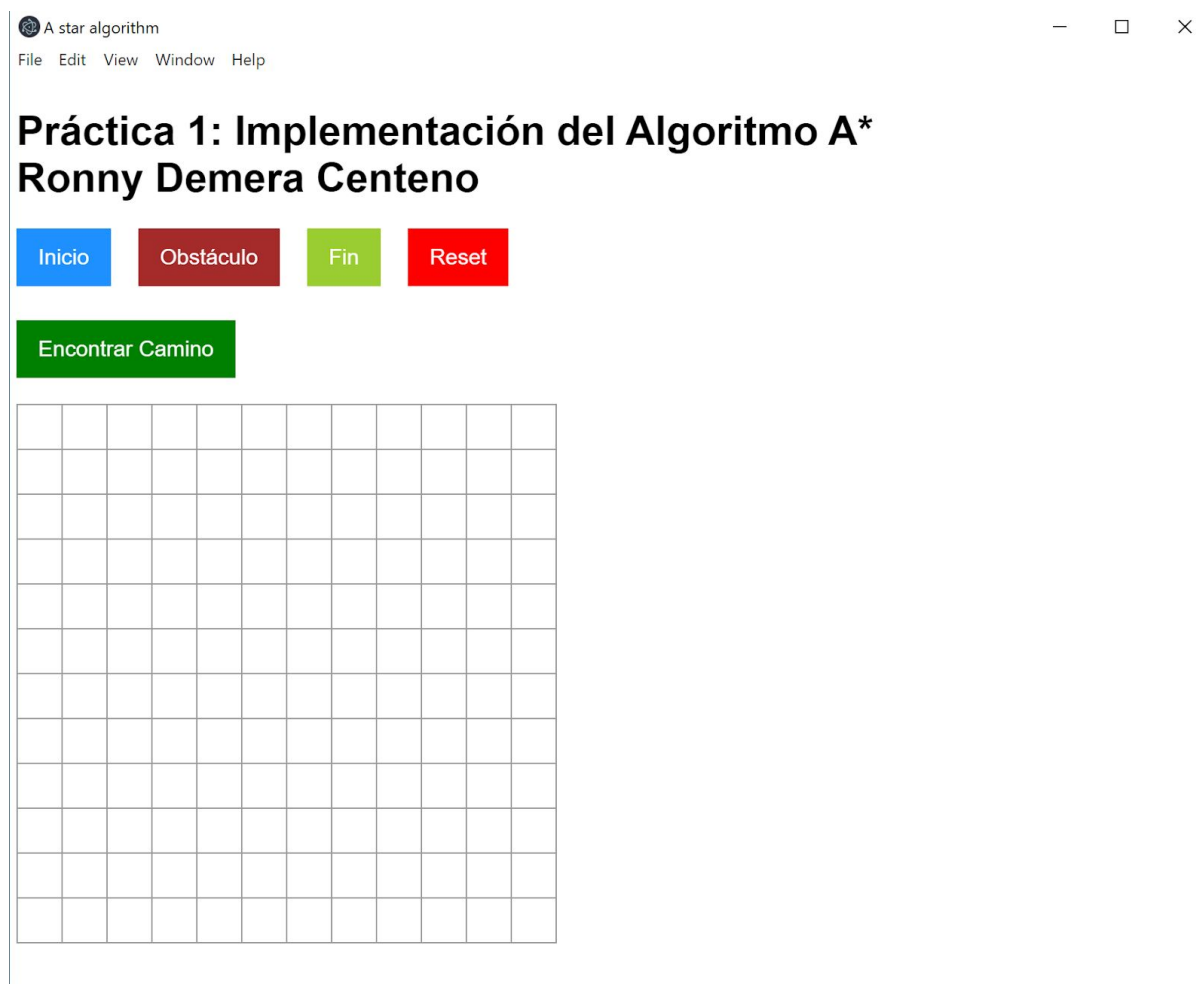 A star algorithm
File Edit View Window Help
Práctica 1: Implementación del Algoritmo A*
Ronny Demera Centeno
Inicio Obstáculo Fin Reset
Encontrar Camino